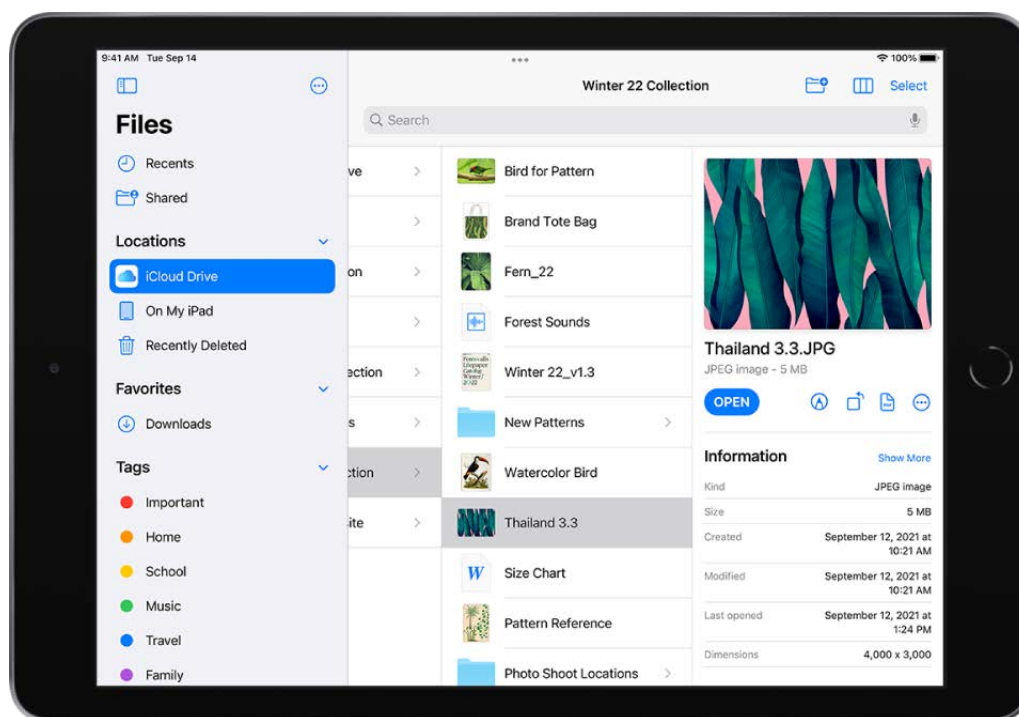 9:41 AM Tue Sep 14
100%
Files
Recents
Shared
Locations
iCloud Drive
On My iPad
Recently Deleted
Favorites
Downloads
Tags
Important
Home
School
Music
Travel
Family
Winter 22 Collection
Select
Search
ve
on
ection
s
ction
ite
Bird for Pattern
Brand Tote Bag
Fern_22
Forest Sounds
Winter 22_v1.3
New Patterns
Watercolor Bird
Thailand 3.3
W
Size Chart
Pattern Reference
Photo Shoot Locations
Thailand 3.3.JPG
JPEG image - 5 MB
OPEN
Information
Show More
Kind
JPEG image
Size
5 MB
Created
September 12, 2021 at
10:21 AM
Modified
September 12, 2021 at
10:21 AM
Last opened
September 12, 2021 at
1:24 PM
Dimensions
4,000 x 3,000